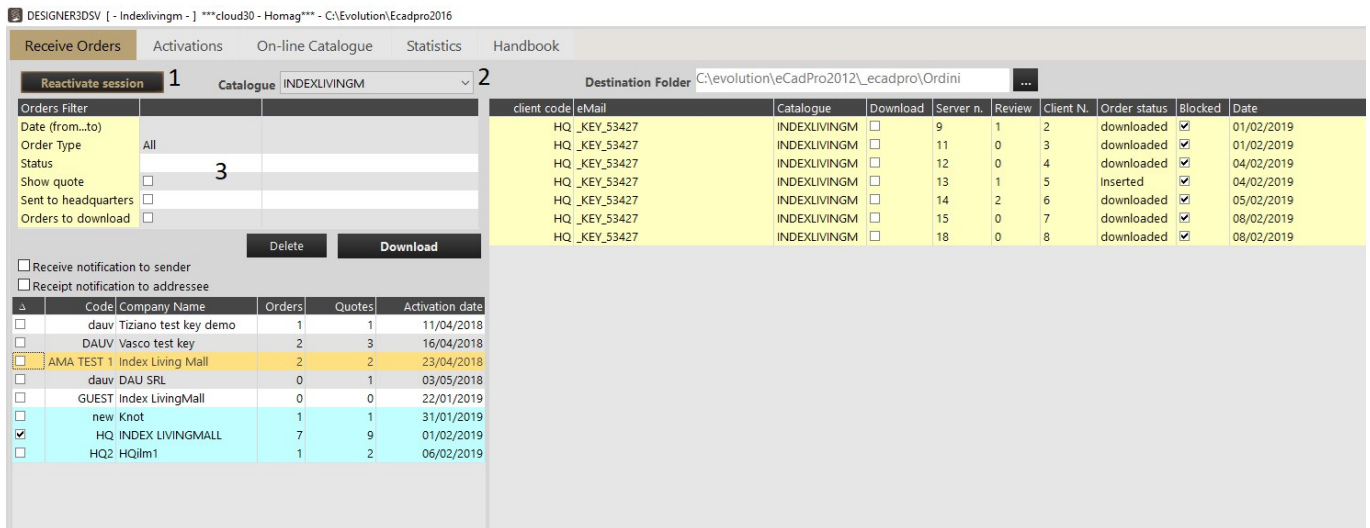 DESIGNER3DSV [ - Indexlivingm - ] ***cloud30 - Homag*** - C:\Evolution\Ecadpro2016
Receive Orders Activations On-line Catalogue Statistics Handbook
Reactivate session 1 Catalogue INDEXLIVINGM 2 Destination Folder C:\evolution\eCadPro2012\_ecadpro\Ordini ...
Orders Filter
Date (from...to)
Order Type All
Status
3
Show quote
Sent to headquarters
Orders to download
Delete Download
Receive notification to sender
Receipt notification to addressee
Code Company Name Orders Quotes Activation date
dauv Tiziano test key demo 1 1 11/04/2018
DAUV Vasco test key 2 3 16/04/2018
AMA TEST 1 Index Living Mall 2 2 23/04/2018
dauv DAU SRL 0 1 03/05/2018
GUEST Index LivingMall 0 0 22/01/2019
new Knot 1 1 31/01/2019
HQ INDEX LIVINGMALL 7 9 01/02/2019
HQ2 HQilm1 1 2 06/02/2019
client code eMail Catalogue Download Server n. Review Client N. Order status Blocked Date
HQ _KEY_53427 INDEXLIVINGM 9 1 2 downloaded 01/02/2019
HQ _KEY_53427 INDEXLIVINGM 11 0 3 downloaded 01/02/2019
HQ _KEY_53427 INDEXLIVINGM 12 0 4 downloaded 04/02/2019
HQ _KEY_53427 INDEXLIVINGM 13 1 5 Inserted 04/02/2019
HQ _KEY_53427 INDEXLIVINGM 14 2 6 downloaded 05/02/2019
HQ _KEY_53427 INDEXLIVINGM 15 0 7 downloaded 08/02/2019
HQ _KEY_53427 INDEXLIVINGM 18 0 8 downloaded 08/02/2019